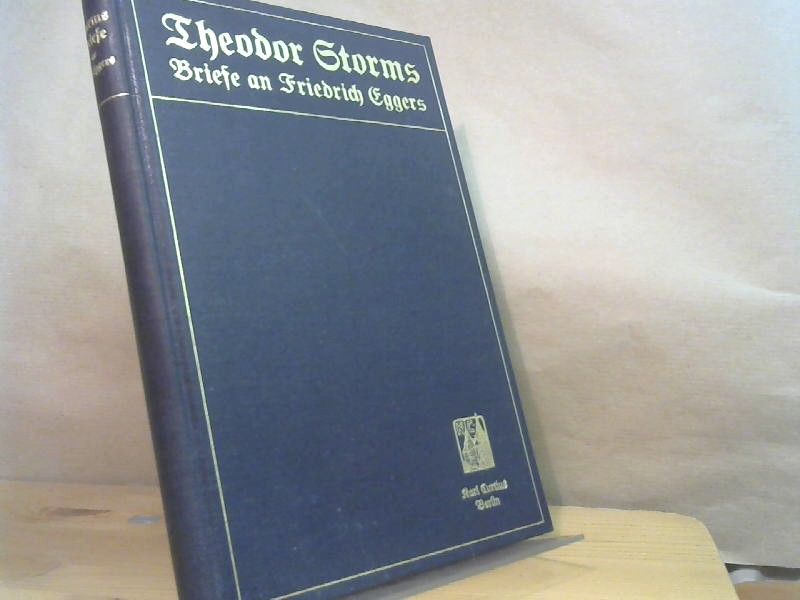 Theodor Storms
Briefe an Friedrich Eggers
Karl Curtius
Berlin